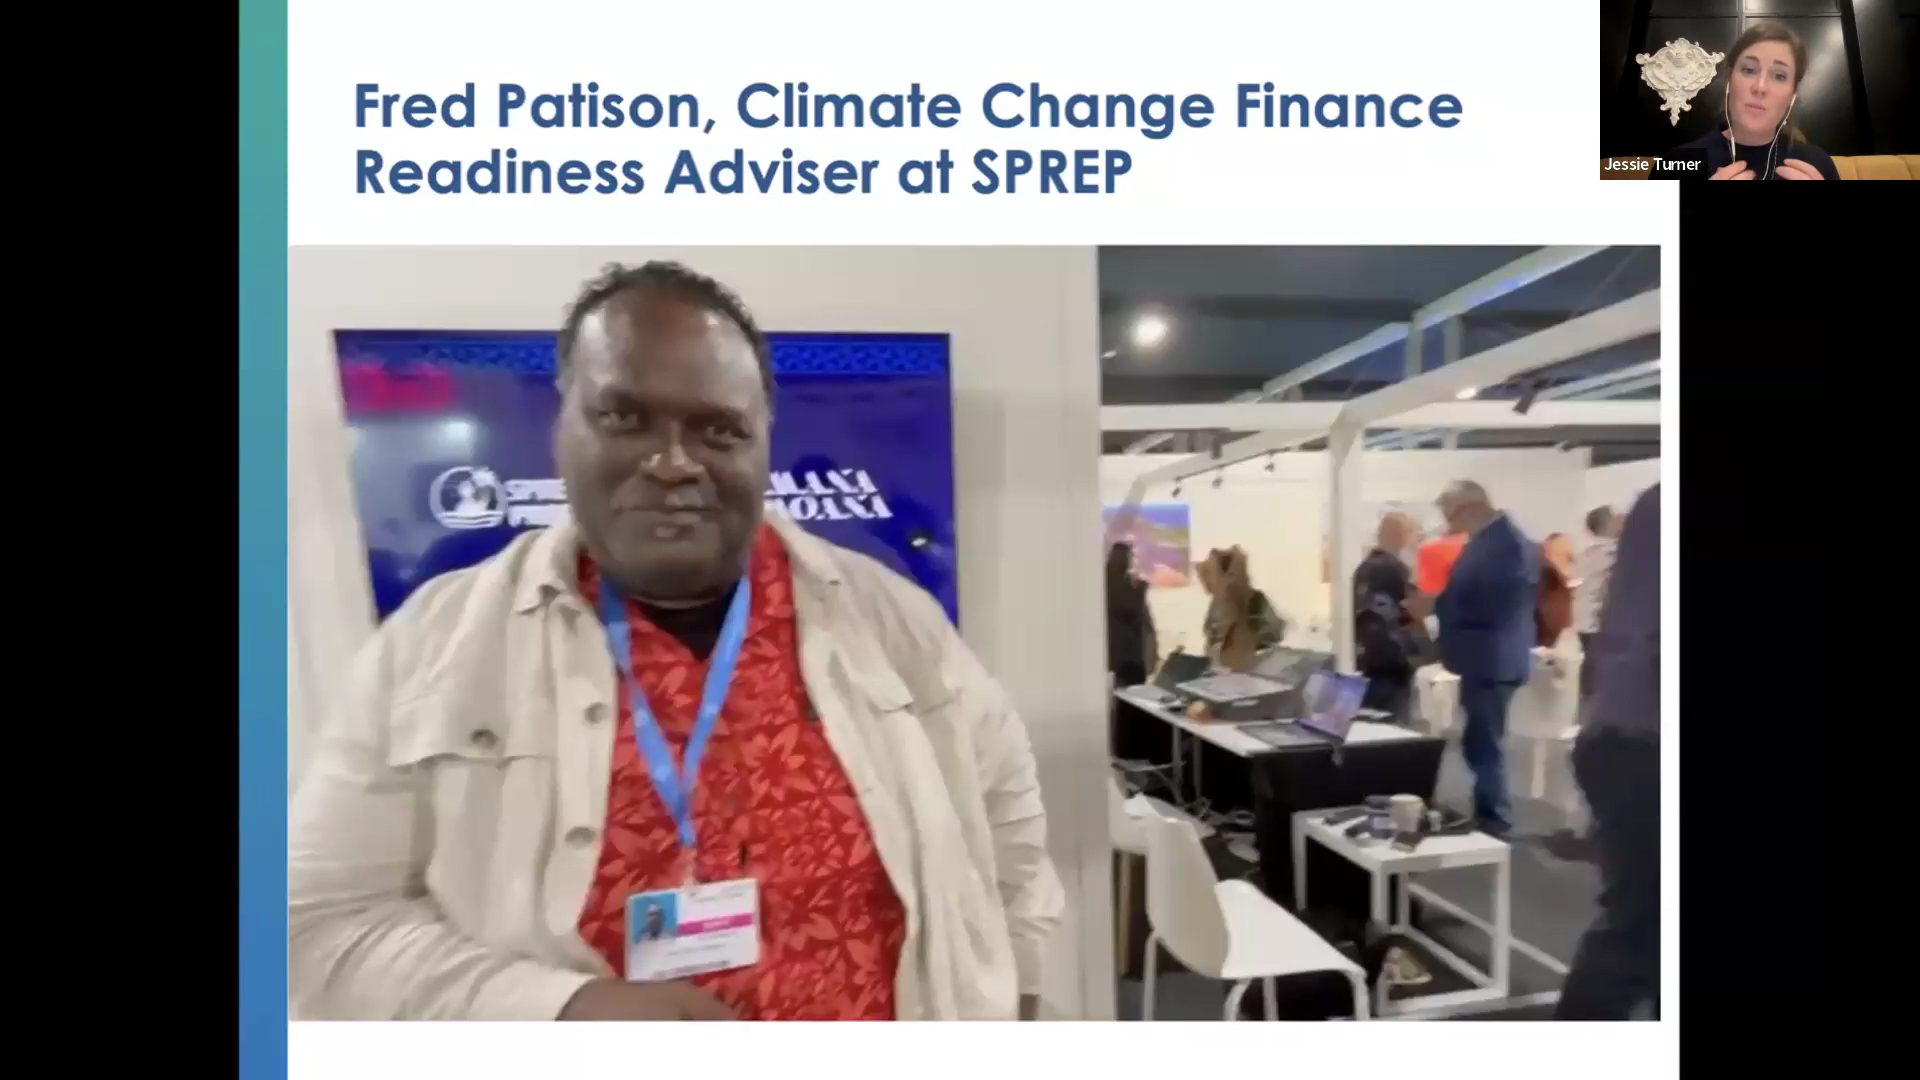 Fred Patison, Climate Change Finance
Readiness Adviser at SPREP
Jessie Turner